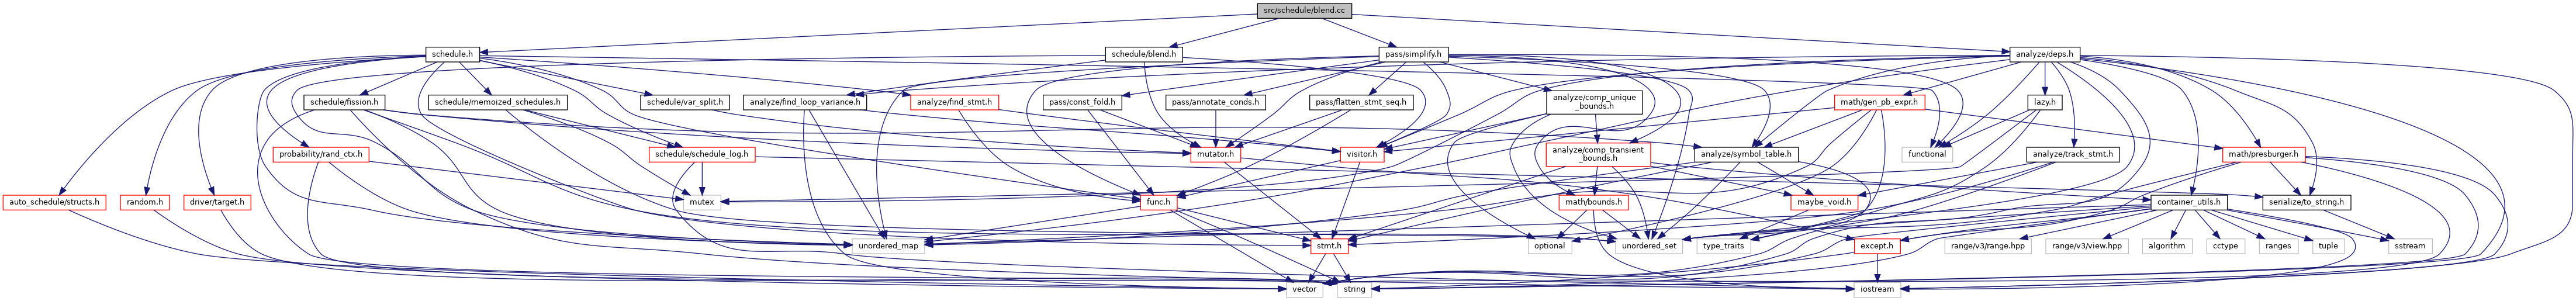 src/schedule/blend.cc
schedule.h
schedule/blend.h
pass/simplify.h
analyze/deps.h
schedule/fission.h
schedule/memoized_schedules.h
schedule/var_split.h
analyze/find_loop_variance.h
analyze/find_stmt.h
pass/const_fold.h
pass/annotate_conds.h
pass/flatten_stmt_seq.h
analyze/comp_unique
_bounds.h
math/gen_pb_expr.h
lazy.h
probability/rand_ctx.h
schedule/schedule_log.h
mutator.h
visitor.h
analyze/comp_transient
_bounds.h
analyze/symbol_table.h
functional
analyze/track_stmt.h
math/presburger.h
auto_schedule/structs.h
random.h
driver/target.h
mutex
func.h
math/bounds.h
maybe_void.h
container_utils.h
serialize/to_string.h
unordered_map
stmt.h
optional
unordered_set
type_traits
except.h
range/v3/range.hpp
range/v3/view.hpp
algorithm
cctype
ranges
tuple
sstream
vector
string
iostream